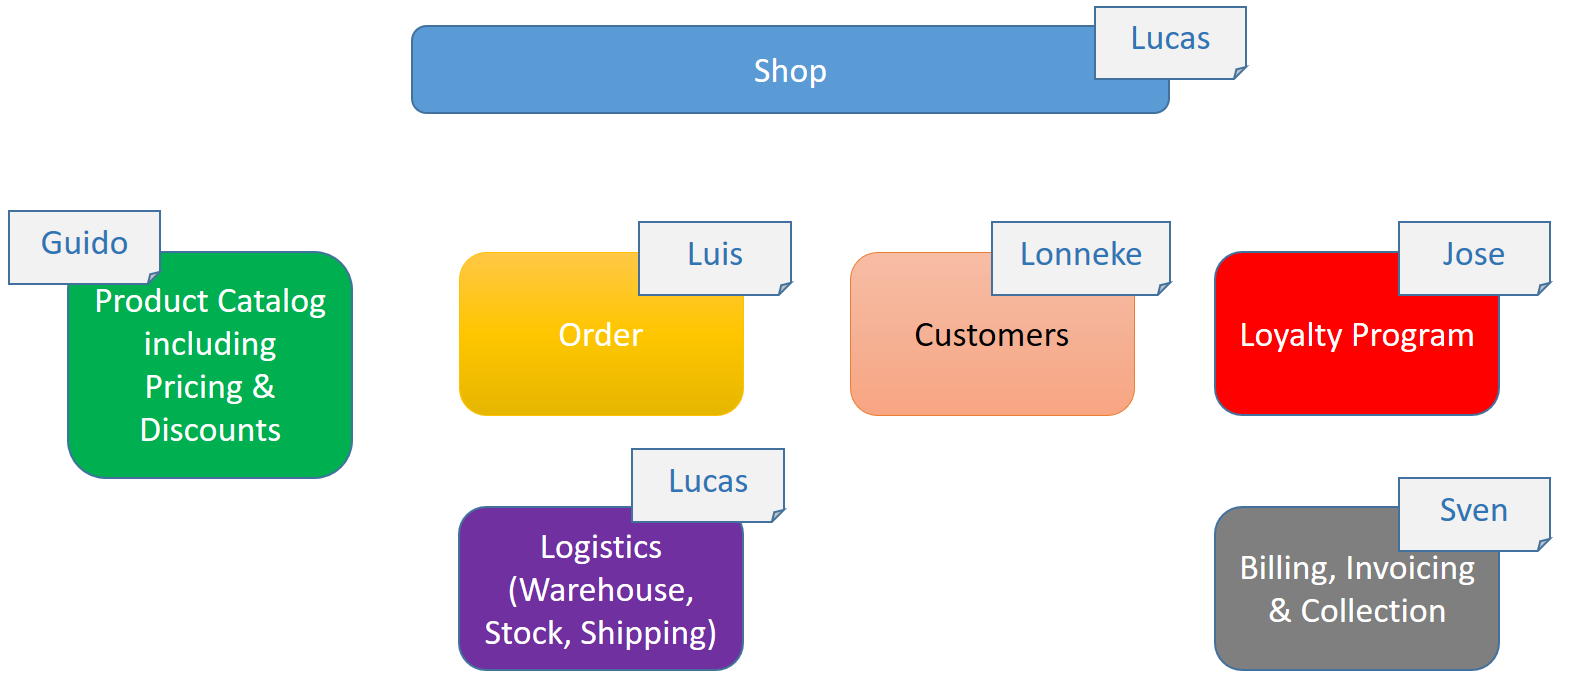 Lucas
Shop
Guido
Product Catalog
including
Pricing &
Discounts
Luis
Order
Lonneke
Customers
Jose
Loyalty Program
Lucas
Logistics
(Warehouse,
Stock, Shipping)
Sven
Billing, Invoicing
& Collection